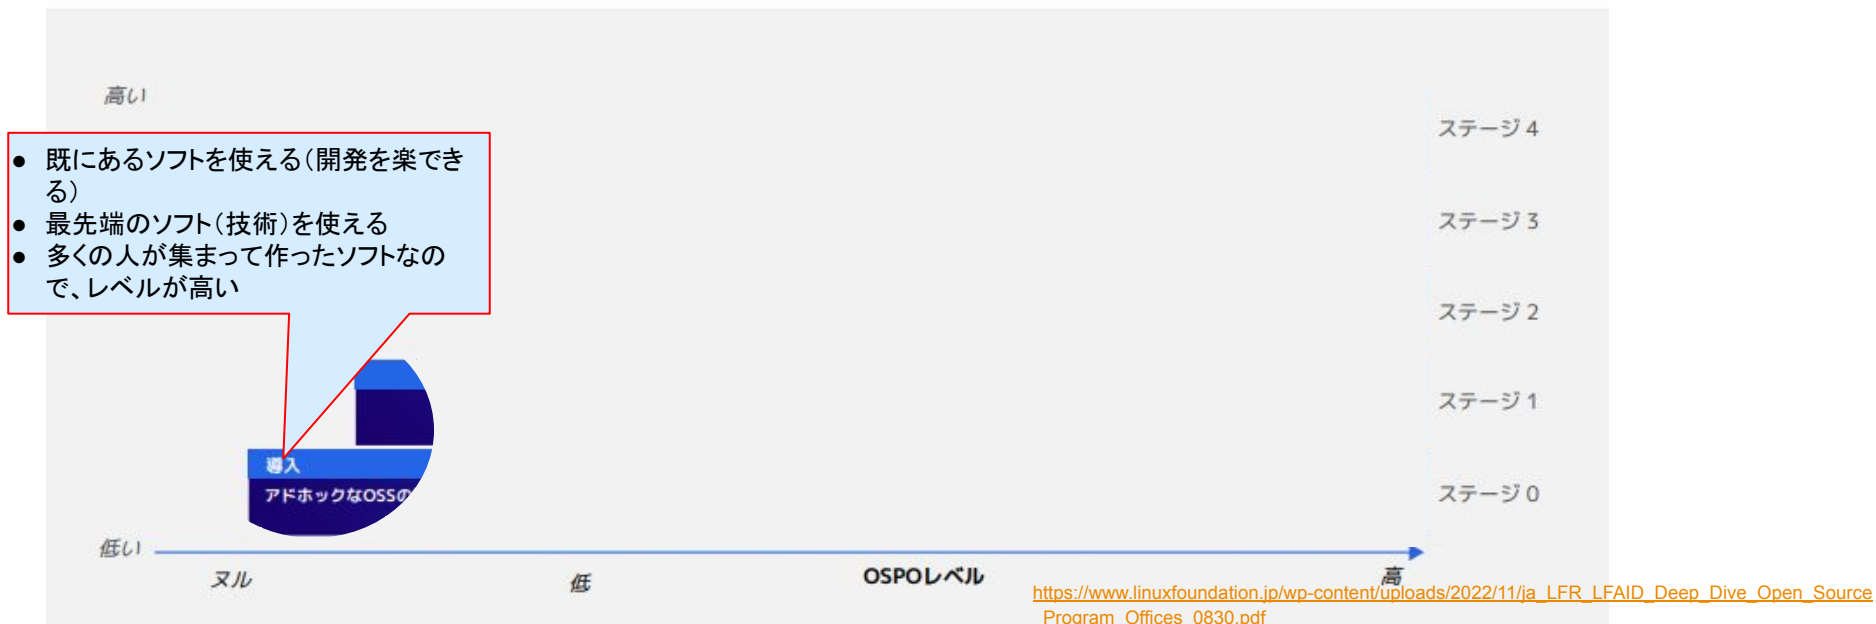 高い
● 既にあるソフトを使える(開発を楽でき
る)
● 最先端のソフト(技術)を使える
● 多くの人が集まって作ったソフトなの
で、レベルが高い
ステージ 4
ステージ 3
ステージ 2
ステージ 1
導入
アドホックなOSSの
ステージ 0
低い
ヌル
低
OSPOレベル
高
https://www.linuxfoundation.jp/wp-content/uploads/2022/11/ja_LFR_LFAID_Deep_Dive_Open_Source
_Program_Offices_0830.pdf